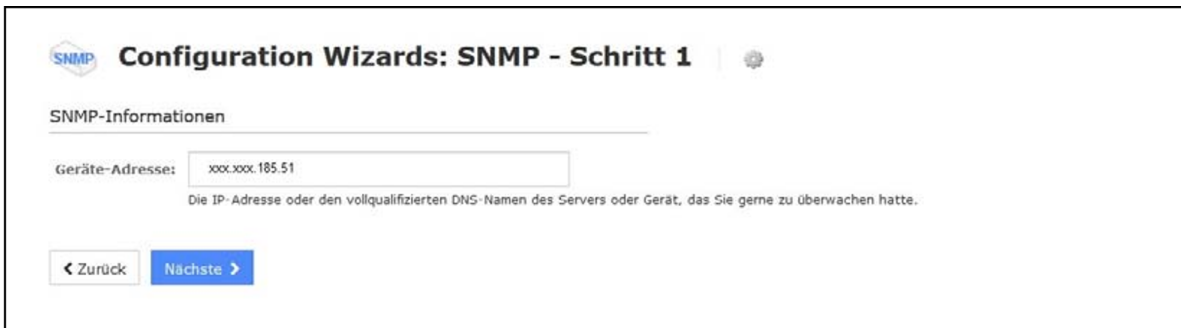 SNMP Configuration Wizards: SNMP - Schritt 1
SNMP-Informationen
Geräte-Adresse: xxx.xxx.185.51
Die IP-Adresse oder den vollqualifizierten DNS-Namen des Servers oder Gerät, das Sie gerne zu überwachen hatte.
Zurück Nächste